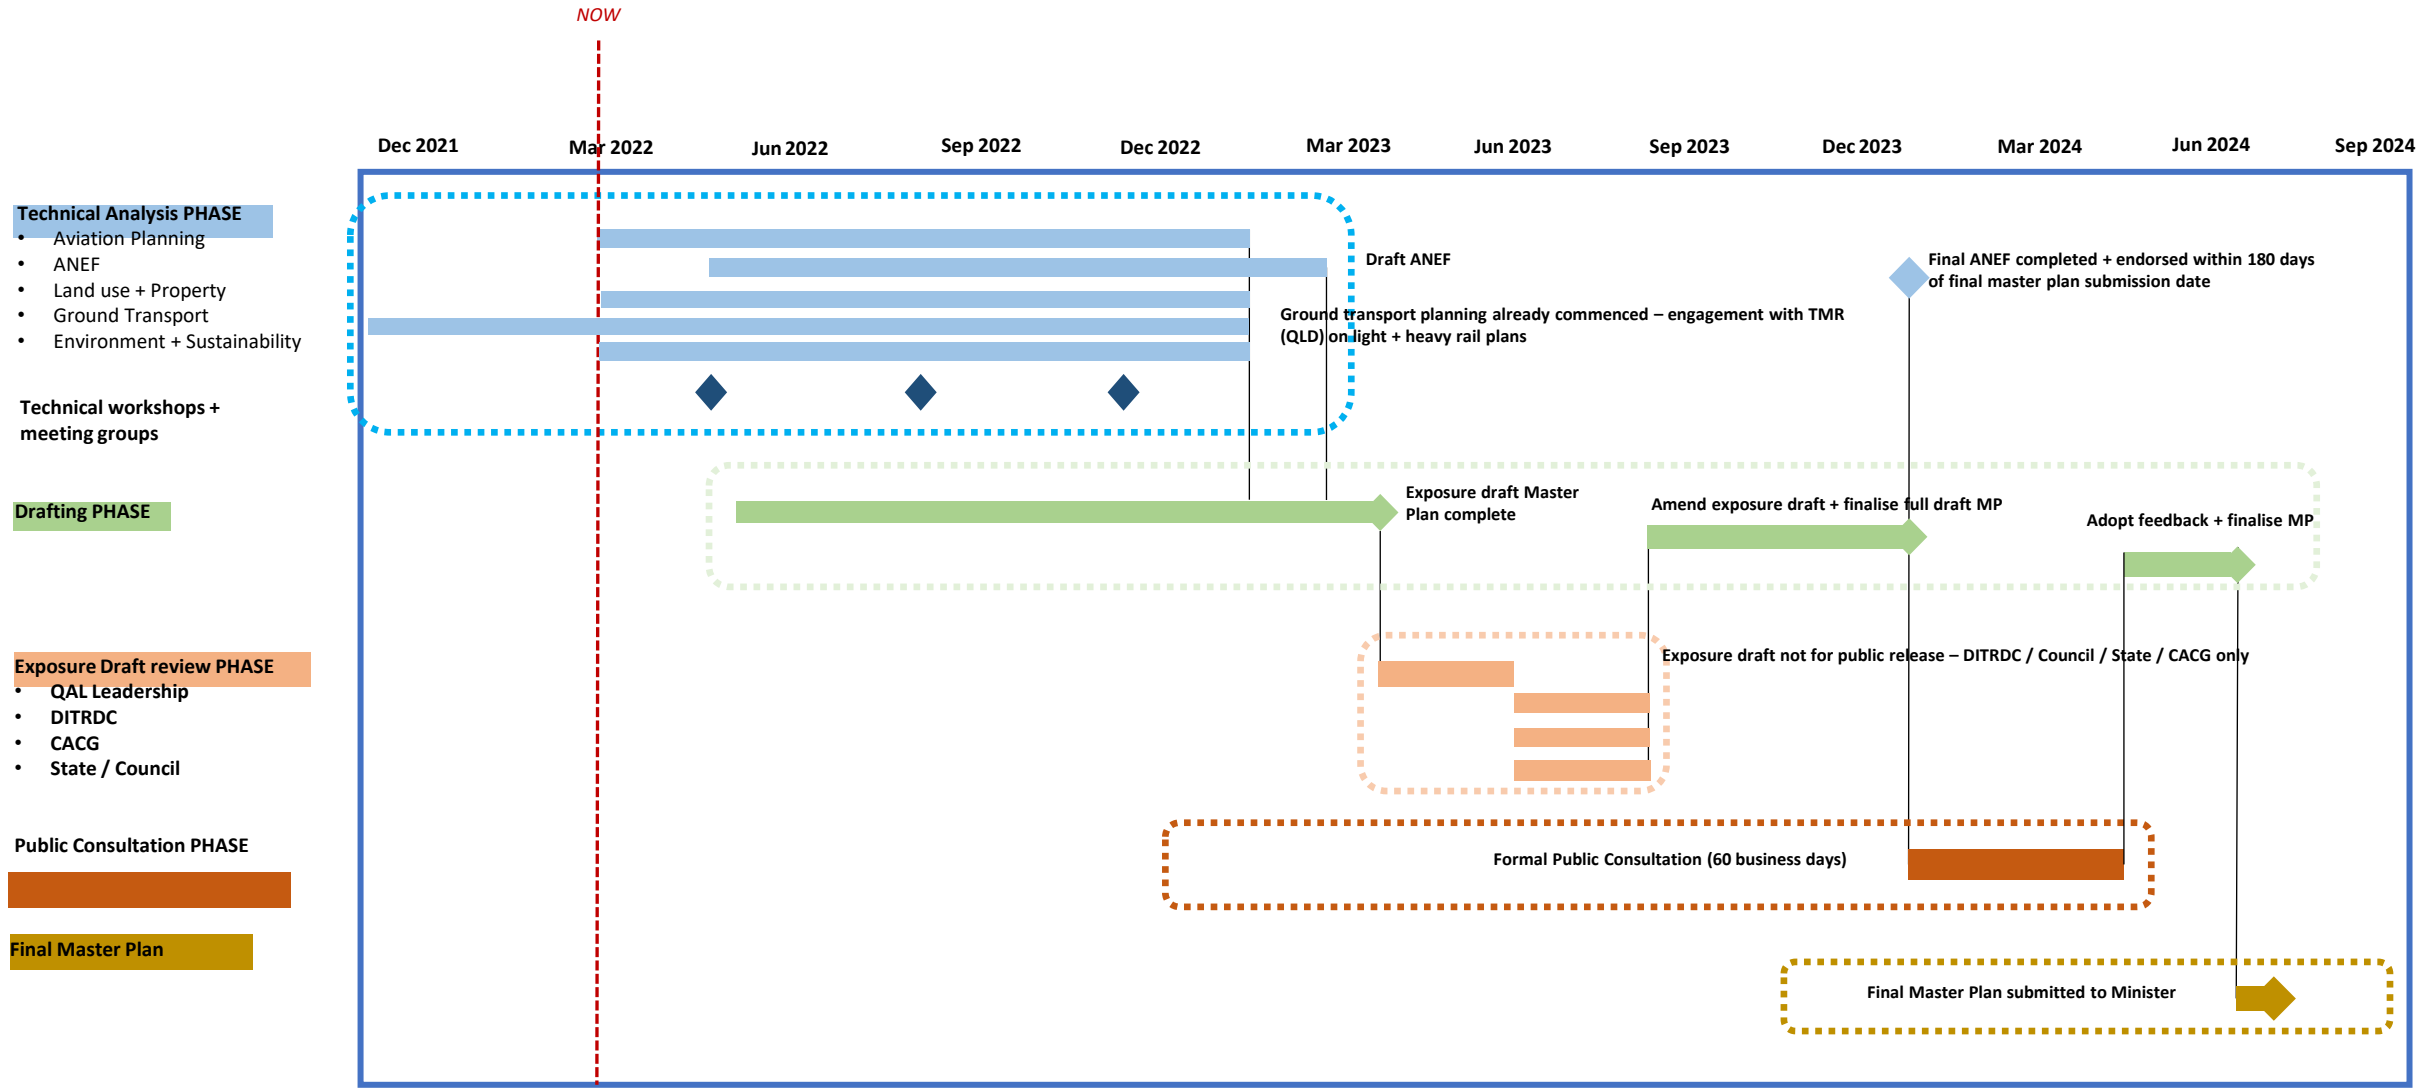 NOW
Dec 2021
Mar 2022
Jun 2022
Sep 2022
Dec 2022
Mar 2023
Jun 2023
Sep 2023
Dec 2023
Mar 2024
Jun 2024
Sep 2024
Technical Analysis PHASE
• Aviation Planning
• ANEF
• Land use + Property
• Ground Transport
• Environment + Sustainability
Draft ANEF
Final ANEF completed + endorsed within 180 days
of final master plan submission date
Ground transport planning already commenced – engagement with TMR
(QLD) on light + heavy rail plans
Technical workshops +
meeting groups
Drafting PHASE
Exposure draft Master
Plan complete
Amend exposure draft + finalise full draft MP
Adopt feedback + finalise MP
Exposure Draft review PHASE
• QAL Leadership
• DITRDC
• CACG
• State / Council
Exposure draft not for public release – DITRDC / Council / State / CACG only
Public Consultation PHASE
Formal Public Consultation (60 business days)
Final Master Plan
Final Master Plan submitted to Minister